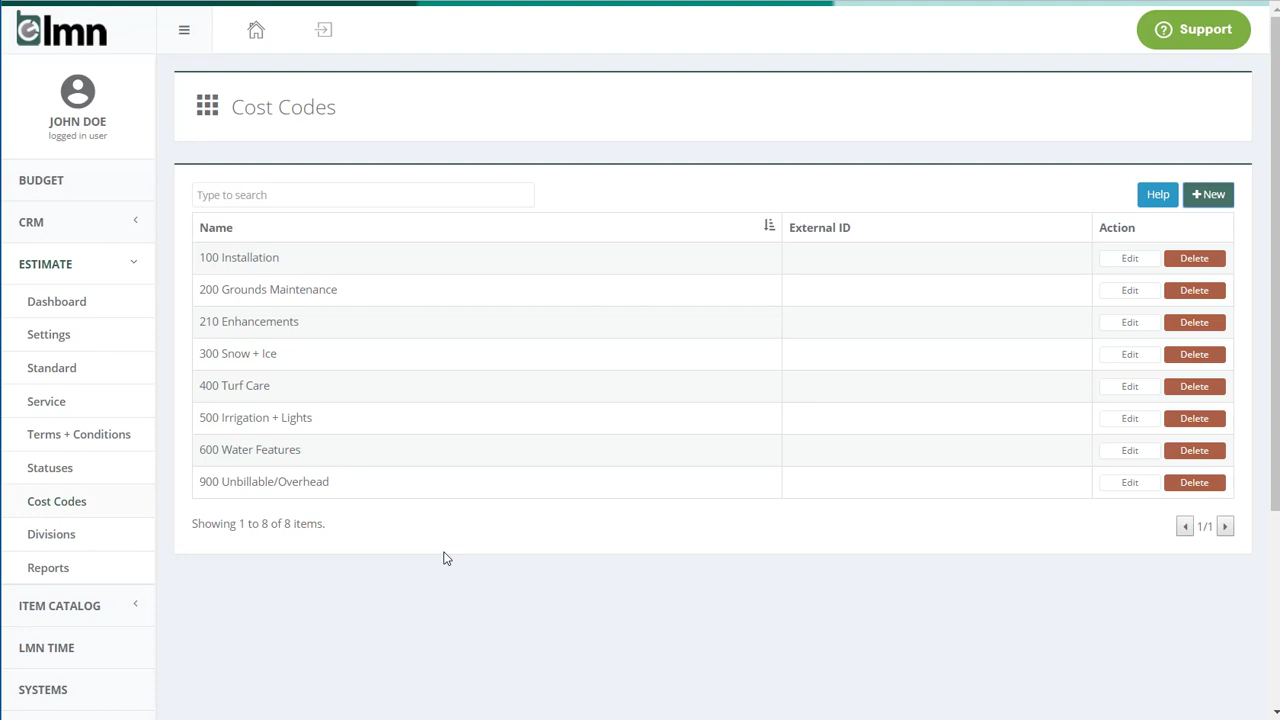 lmn
Support
JOHN DOE
logged in user
BUDGET
CRM
ESTIMATE
Dashboard
Settings
Standard
Service
Terms + Conditions
Statuses
Cost Codes
Divisions
Reports
ITEM CATALOG
LMN TIME
SYSTEMS
Cost Codes
Type to search
Help
+ New
Name External ID Action
100 Installation Edit Delete
200 Grounds Maintenance Edit Delete
210 Enhancements Edit Delete
300 Snow + Ice Edit Delete
400 Turf Care Edit Delete
500 Irrigation + Lights Edit Delete
600 Water Features Edit Delete
900 Unbillable/Overhead Edit Delete
Showing 1 to 8 of 8 items.
1/1